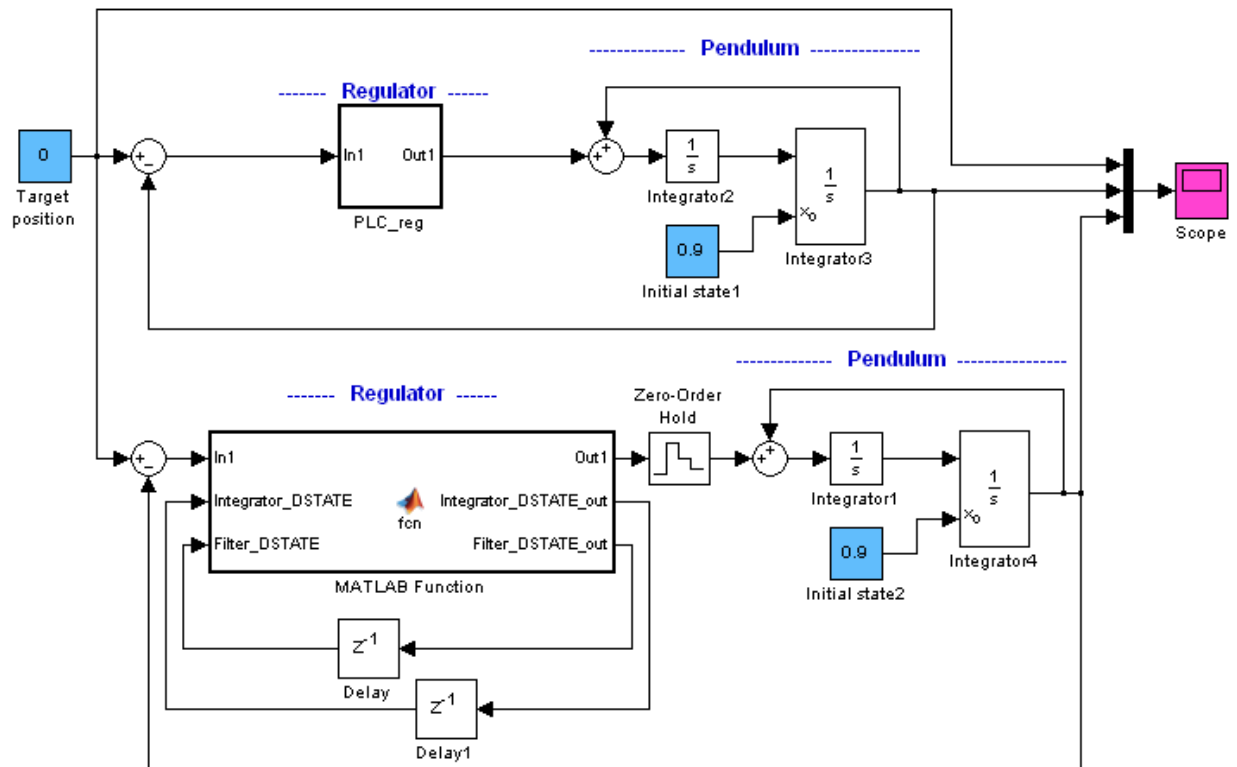 --------- Pendulum ---------------
------- Regulator ------
0
Target
position
+
−
In1
Out1
PLC_reg
+
+
1
s
Integrator2
1
s
x₀
Integrator3
0.9
Initial state1
Scope
------------- Pendulum ---------------
------- Regulator ------
Zero-Order
Hold
+
−
In1
Out1
Integrator_DSTATE
fcn
Integrator_DSTATE_out
Filter_DSTATE
Filter_DSTATE_out
MATLAB Function
+
+
1
s
Integrator1
1
s
x₀
Integrator4
0.9
Initial state2
Z⁻¹
Delay
Z⁻¹
Delay1